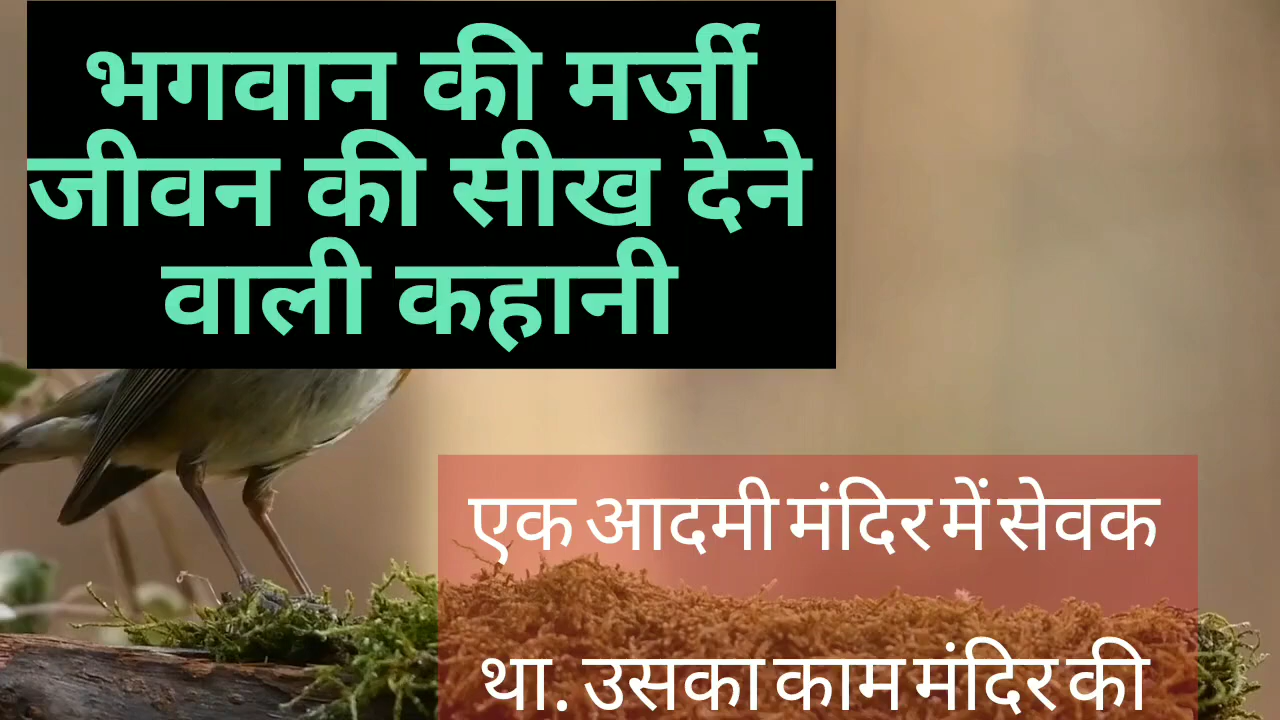 भगवान की मर्जी
जीवन की सीख देने
वाली कहानी
एक आदमी मंदिर में सेवक
था. उसका काम मंदिर की